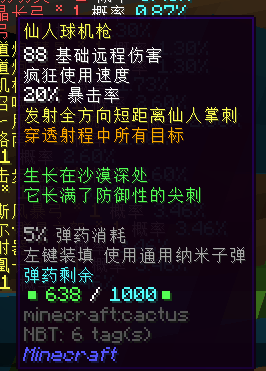 仙人球机枪
88 基础远程伤害
疯狂使用速度
20% 暴击率
发射全方向短距离仙人掌刺
穿透射程中所有目标
生长在沙漠深处
它长满了防御性的尖刺
5% 弹药消耗
左键装填 使用通用纳米子弹
弹药剩余
638 / 1000
minecraft:cactus
NBT: 6 tag(s)
Minecraft